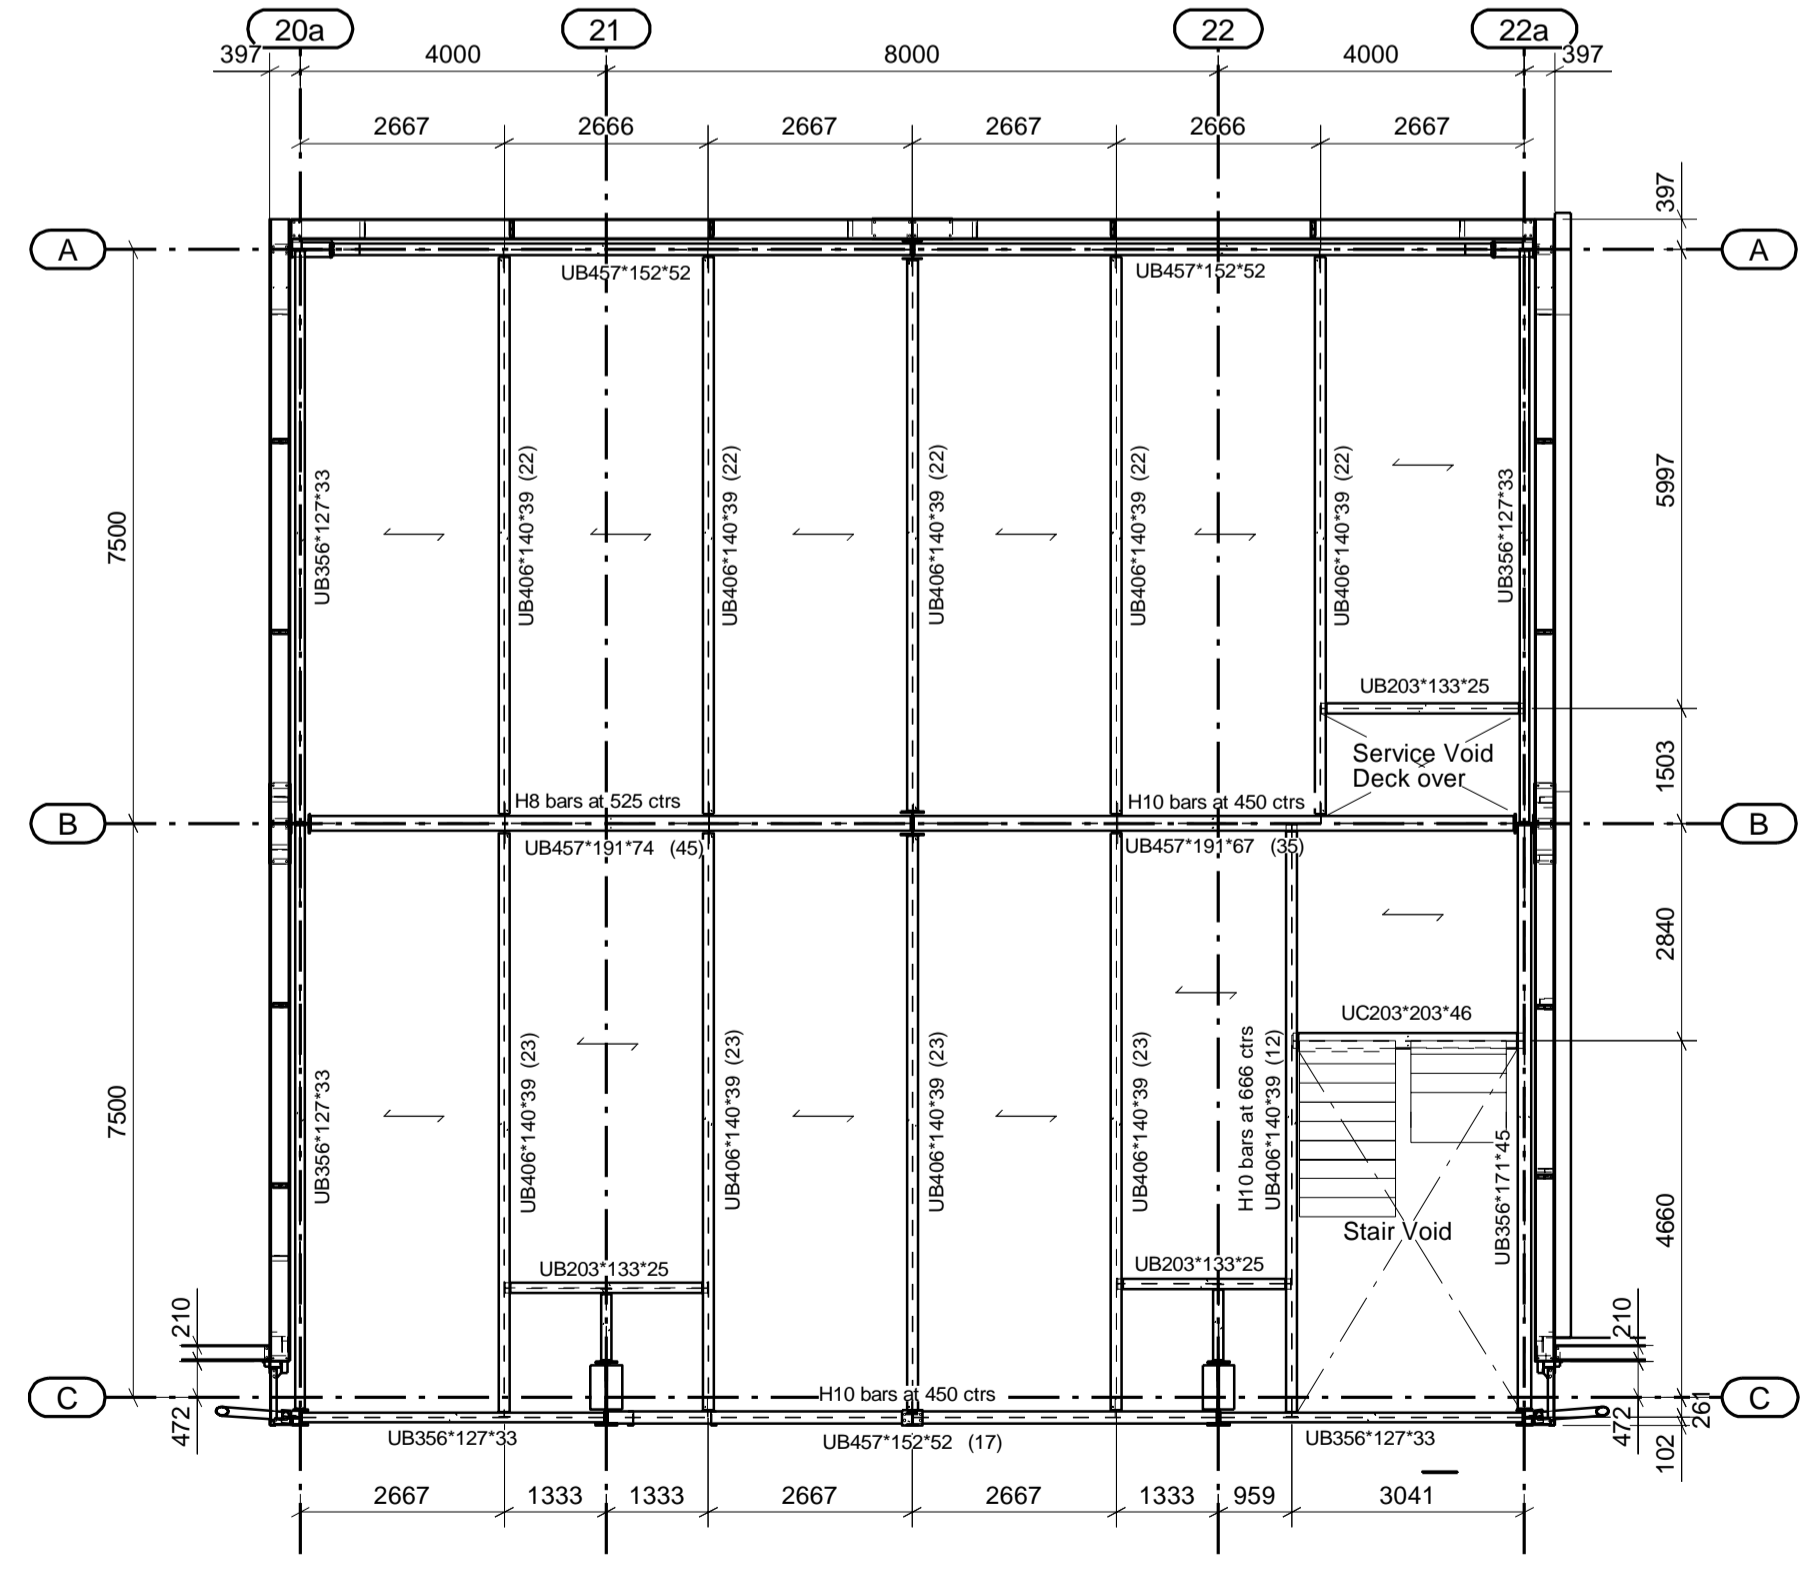 20a 21 22 22a
397 4000 8000 4000 397
2667 2666 2667 2667 2666 2667
397
A A
UB457*152*52 UB457*152*52
7500
UB356*127*33
UB406*140*39 (22)
UB406*140*39 (22)
UB406*140*39 (22)
UB406*140*39 (22)
UB406*140*39 (22)
UB356*127*33
5997
UB203*133*25
Service Void
Deck over
1503
H8 bars at 525 ctrs
H10 bars at 450 ctrs
B B
UB457*191*74 (45)
UB457*191*67 (35)
2840
UC203*203*46
7500
UB356*127*33
UB406*140*39 (23)
UB406*140*39 (23)
UB406*140*39 (23)
UB406*140*39 (23)
H10 bars at 666 ctrs
UB406*140*39 (12)
UB356*171*45
Stair Void
4660
UB203*133*25 UB203*133*25
210 210
C C
H10 bars at 450 ctrs
472 472 261
102
UB356*127*33 UB457*152*52 (17) UB356*127*33
2667 1333 1333 2667 2667 1333 959 3041